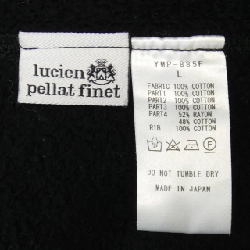 lucien
pellat finet
YMP-885F
L
FABRIC 100% COTTON
PART1 100% COTTON
PART2 100% COTTON
PART3 100% COTTON
PART4 52% RAYON
48% COTTON
RIB 100% COTTON
DO NOT TUMBLE DRY
MADE IN JAPAN